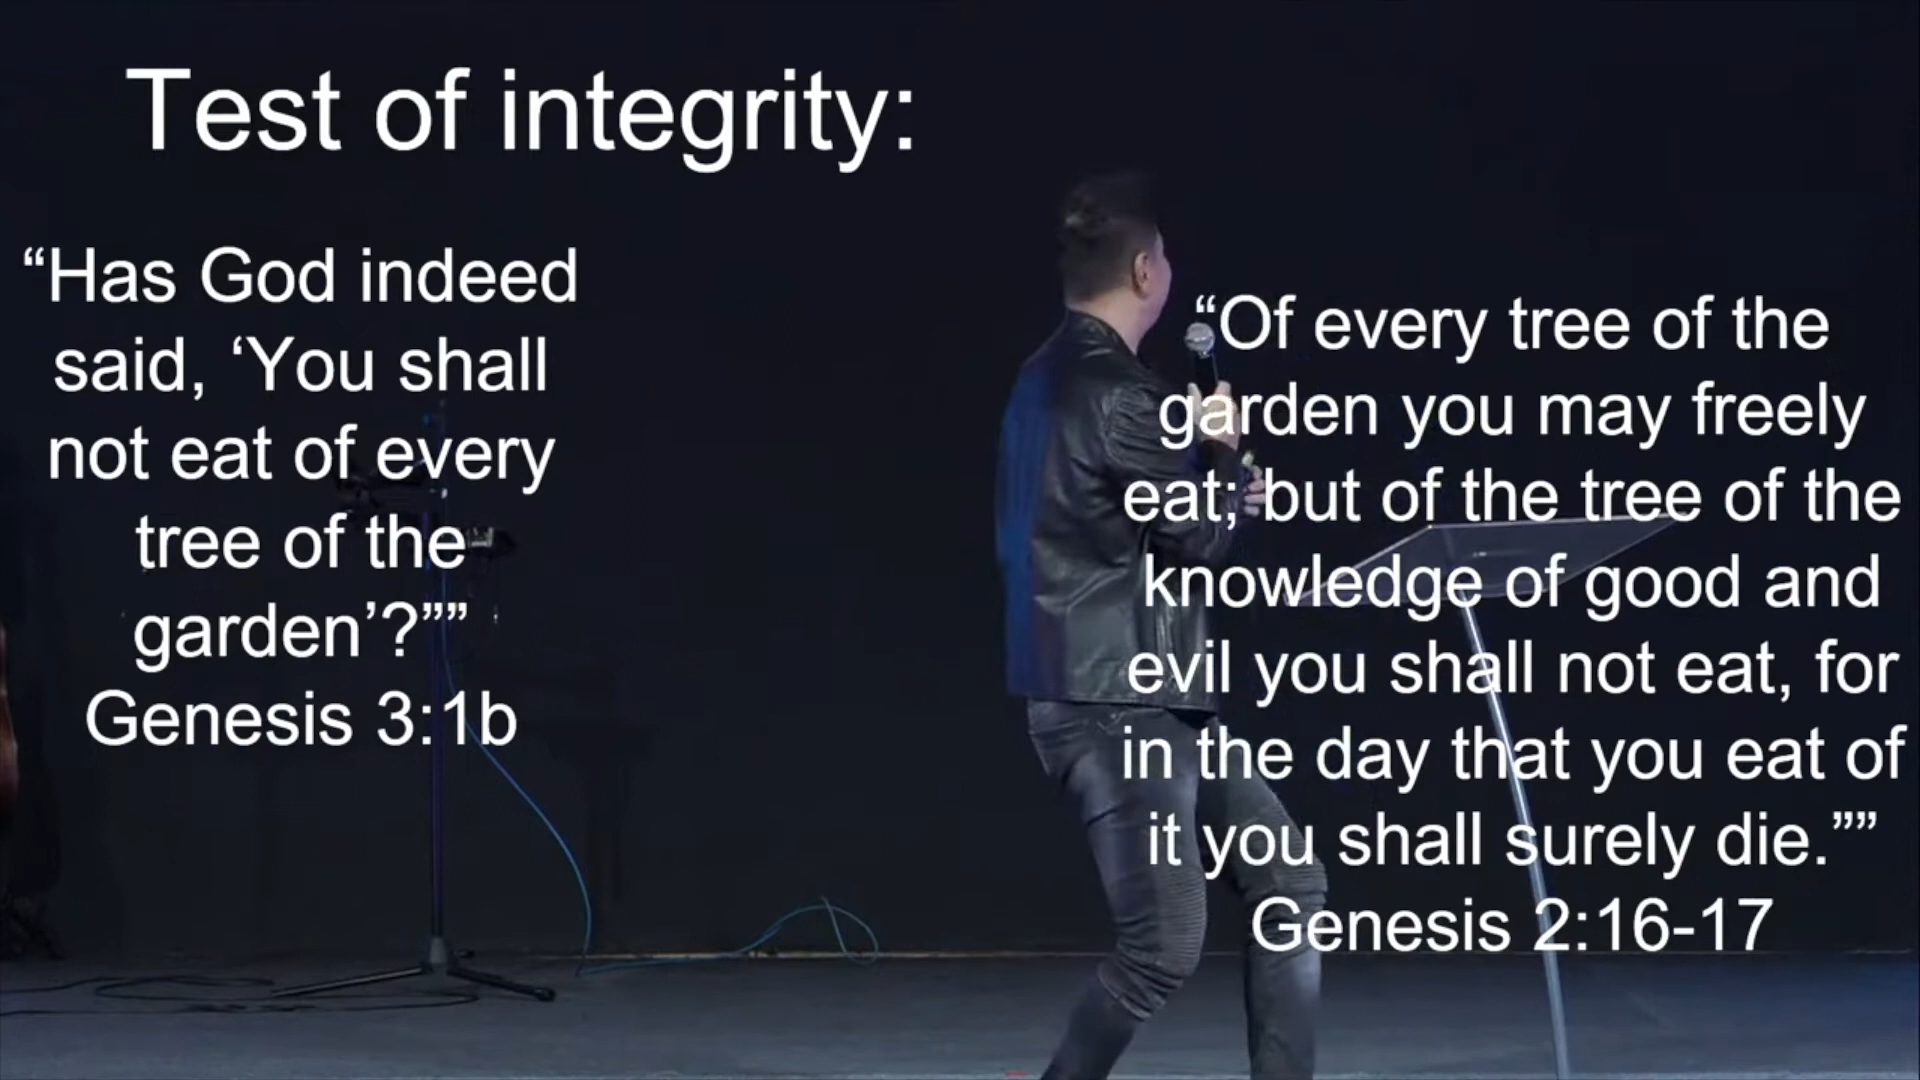 Test of integrity:
“Has God indeed
said, ‘You shall
not eat of every
tree of the
garden’?””
Genesis 3:1b
“Of every tree of the
garden you may freely
eat; but of the tree of the
knowledge of good and
evil you shall not eat, for
in the day that you eat of
it you shall surely die.””
Genesis 2:16-17